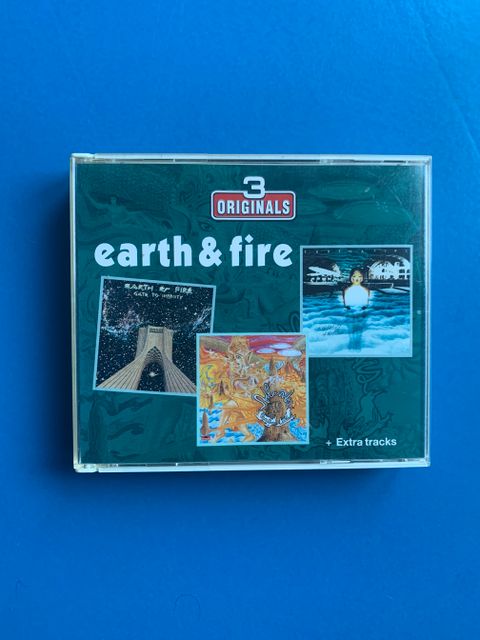 3
ORIGINALS
earth & fire
EARTH & FIRE
GATE TO INFINITY
+ Extra tracks